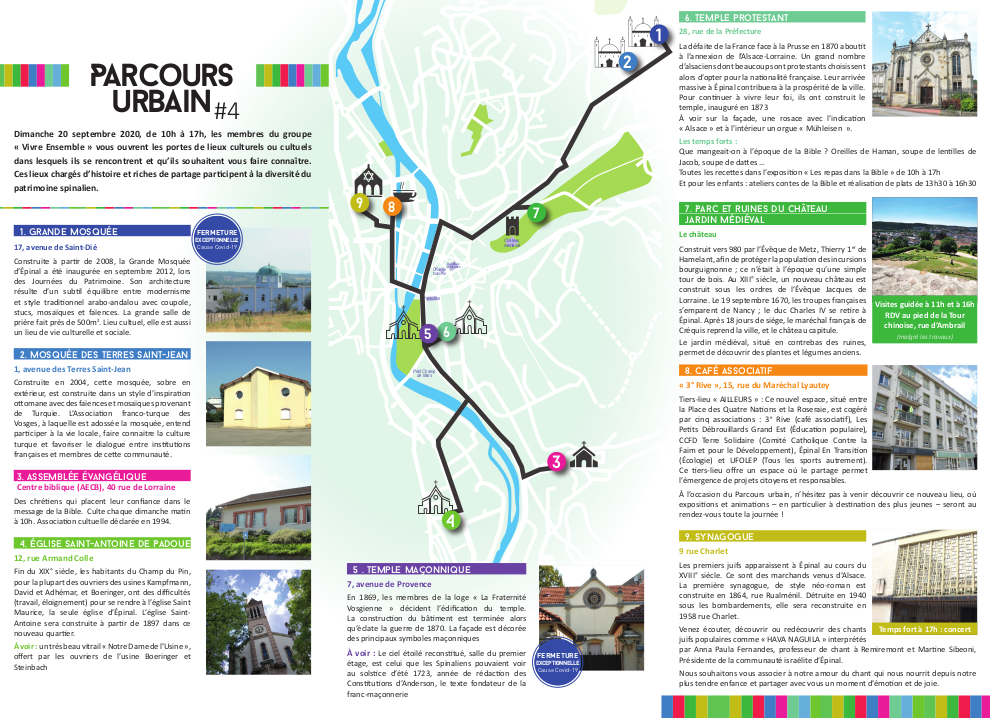 PARCOURS
URBAIN #4
Dimanche 20 septembre 2020, de 10h à 17h, les membres du groupe
« Vivre Ensemble » vous ouvrent les portes de lieux culturels ou cultuels
dans lesquels ils se rencontrent et qu'ils souhaitent vous faire connaître.
Ces lieux chargés d'histoire et riches de partage participent à la diversité du
patrimoine spinalien.
1. GRANDE MOSQUÉE
17, avenue de Saint-Dié
FERMETURE
EXCEPTIONNELLE
Cause Covid-19
Construite à partir de 2008, la Grande Mosquée
d'Épinal a été inaugurée en septembre 2012, lors
des Journées du Patrimoine. Son architecture
résulte d'un subtil équilibre entre modernisme
et style traditionnel arabo-andalou avec coupole,
stucs, mosaïques et faïences. La grande salle de
prière fait près de 500m². Lieu cultuel, elle est aussi
un lieu de vie culturelle et sociale.
2. MOSQUÉE DES TERRES SAINT-JEAN
1, avenue des Terres Saint-Jean
Construite en 2004, cette mosquée, sobre en
extérieur, est construite dans un style d'inspiration
ottomane avec des faïences et mosaïques provenant
de Turquie. L'Association franco-turque des
Vosges, à laquelle est adossée la mosquée, entend
participer à la vie locale, faire connaitre la culture
turque et favoriser le dialogue entre institutions
françaises et membres de cette communauté.
3. ASSEMBLÉE ÉVANGÉLIQUE
Centre biblique (AECB), 40 rue de Lorraine
Des chrétiens qui placent leur confiance dans le
message de la Bible. Culte chaque dimanche matin
à 10h. Association cultuelle déclarée en 1994.
4. ÉGLISE SAINT-ANTOINE DE PADOUE
12, rue Armand Colle
Fin du XIX° siècle, les habitants du Champ du Pin,
pour la plupart des ouvriers des usines Kampfmann,
David et Adhémar, et Boeringer, ont des difficultés
(travail, éloignement) pour se rendre à l'église Saint
Maurice, la seule église d'Épinal. L'église Saint-
Antoine sera construite à partir de 1897 dans ce
nouveau quartier.
À voir : un très beau vitrail « Notre Dame de l'Usine »,
offert par les ouvriers de l'usine Boeringer et
Steinbach
1
2
9
8
7
5
6
3
4
5 . TEMPLE MAÇONNIQUE
7, avenue de Provence
En 1869, les membres de la loge « La Fraternité
Vosgienne » décident l'édification du temple.
La construction du bâtiment est terminée alors
qu'éclate la guerre de 1870. La façade est décorée
des principaux symboles maçonniques
À voir : Le ciel étoilé reconstitué, salle du premier
étage, est celui que les Spinaliens pouvaient voir
au solstice d'été 1723, année de rédaction des
Constitutions d'Anderson, le texte fondateur de la
franc-maçonnerie
FERMETURE
EXCEPTIONNELLE
Cause Covid-19
6. TEMPLE PROTESTANT
28, rue de la Préfecture
La défaite de la France face à la Prusse en 1870 aboutit
à l'annexion de l'Alsace-Lorraine. Un grand nombre
d'alsaciens dont beaucoup sont protestants choisissent
alors d'opter pour la nationalité française. Leur arrivée
massive à Épinal contribuera à la prospérité de la ville.
Pour continuer à vivre leur foi, ils ont construit le
temple, inauguré en 1873
À voir sur la façade, une rosace avec l'indication
« Alsace » et à l'intérieur un orgue « Mühleisen ».
Les temps forts :
Que mangeait-on à l'époque de la Bible ? Oreilles de Haman, soupe de lentilles de
Jacob, soupe de dattes ...
Toutes les recettes dans l'exposition « Les repas dans la Bible » de 10h à 17h
Et pour les enfants : ateliers contes de la Bible et réalisation de plats de 13h30 à 16h30
7. PARC ET RUINES DU CHÂTEAU
JARDIN MÉDIÉVAL
Le château
Construit vers 980 par l'Évèque de Metz, Thierry 1er de
Hamelant, afin de protéger la population des incursions
bourguignonne ; ce n'était à l'époque qu'une simple
tour de bois. Au XIII° siècle, un nouveau château est
construit sous les ordres de l'Évèque Jacques de
Lorraine. Le 19 septembre 1670, les troupes françaises
s'emparent de Nancy ; le duc Charles IV se retire à
Épinal. Après 18 jours de siège, le maréchal français de
Créquis reprend la ville, et le château capitule.
Le jardin médiéval, situé en contrebas des ruines,
permet de découvrir des plantes et légumes anciens.
Visites guidée à 11h et à 16h
RDV au pied de la Tour
chinoise, rue d'Ambrail
(malgré les travaux)
8. CAFÉ ASSOCIATIF
« 3° Rive », 15, rue du Maréchal Lyautey
Tiers-lieu « AILLEURS » : Ce nouvel espace, situé entre
la Place des Quatre Nations et la Roseraie, est cogéré
par cinq associations : 3° Rive (café associatif), Les
Petits Débrouillards Grand Est (Éducation populaire),
CCFD Terre Solidaire (Comité Catholique Contre la
Faim et pour le Développement), Épinal En Transition
(Écologie) et UFOLEP (Tous les sports autrement).
Ce tiers-lieu offre un espace où le partage permet
l'émergence de projets citoyens et responsables.
À l'occasion du Parcours urbain, n'hésitez pas à venir découvrir ce nouveau lieu, où
expositions et animations – en particulier à destination des plus jeunes – seront au
rendez-vous toute la journée !
9. SYNAGOGUE
9 rue Charlet
Les premiers juifs apparaissent à Épinal au cours du
XVIII° siècle. Ce sont des marchands venus d'Alsace.
La première synagogue, de style néo-roman est
construite en 1864, rue Rualménil. Détruite en 1940
sous les bombardements, elle sera reconstruite en
1958 rue Charlet.
Venez écouter, découvrir ou redécouvrir des chants
juifs populaires comme « HAVA NAGUILA » interprétés
par Anna Paula Fernandes, professeur de chant à Remiremont et Martine Sibeoni,
Présidente de la communauté israélite d'Épinal.
Nous souhaitons vous associer à notre amour du chant qui nous nourrit depuis notre
plus tendre enfance et partager avec vous un moment d'émotion et de joie.
Temps fort à 17h : concert